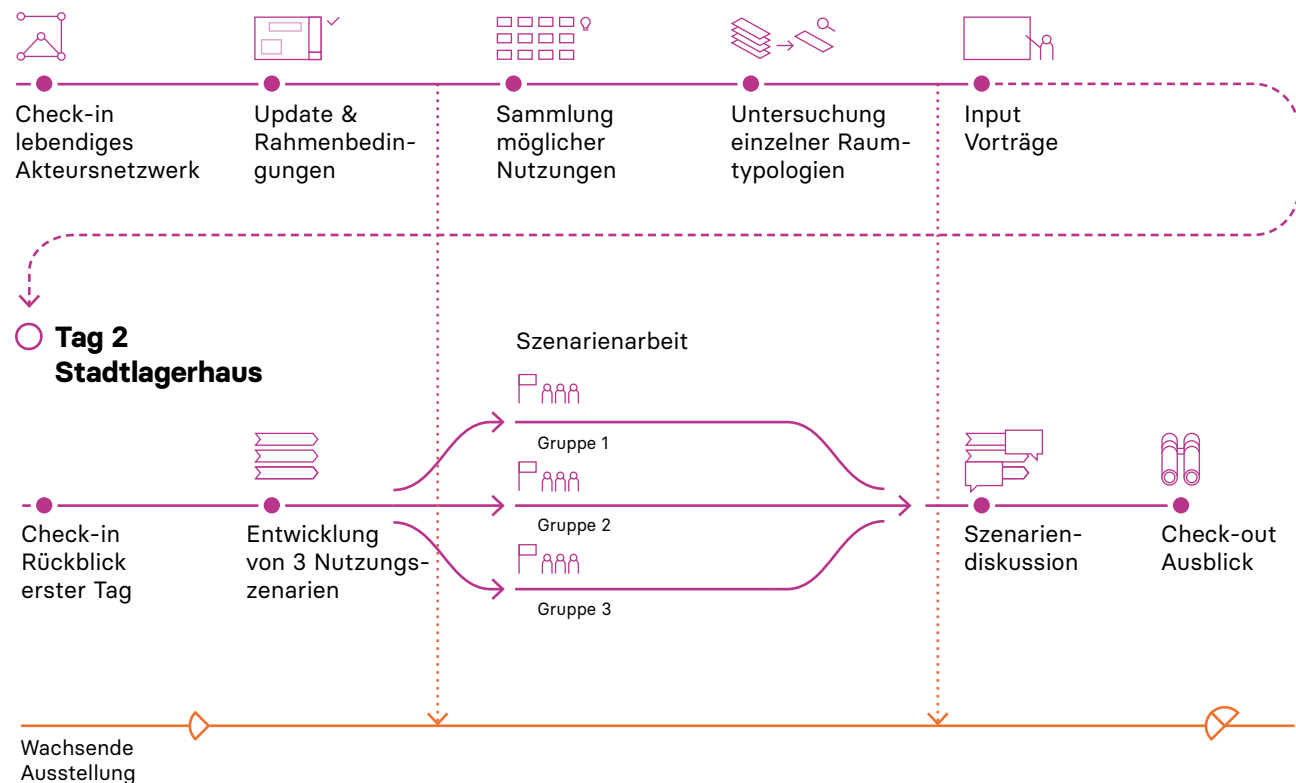 Check-in
lebendiges
Akteursnetzwerk
Update &
Rahmenbedin-
gungen
Sammlung
möglicher
Nutzungen
Untersuchung
einzelner Raum-
typologien
Input
Vorträge
Tag 2
Stadtlagerhaus
Szenarienarbeit
Gruppe 1
Gruppe 2
Gruppe 3
Check-in
Rückblick
erster Tag
Entwicklung
von 3 Nutzungs-
zenarien
Szenarien-
diskussion
Check-out
Ausblick
Wachsende
Ausstellung